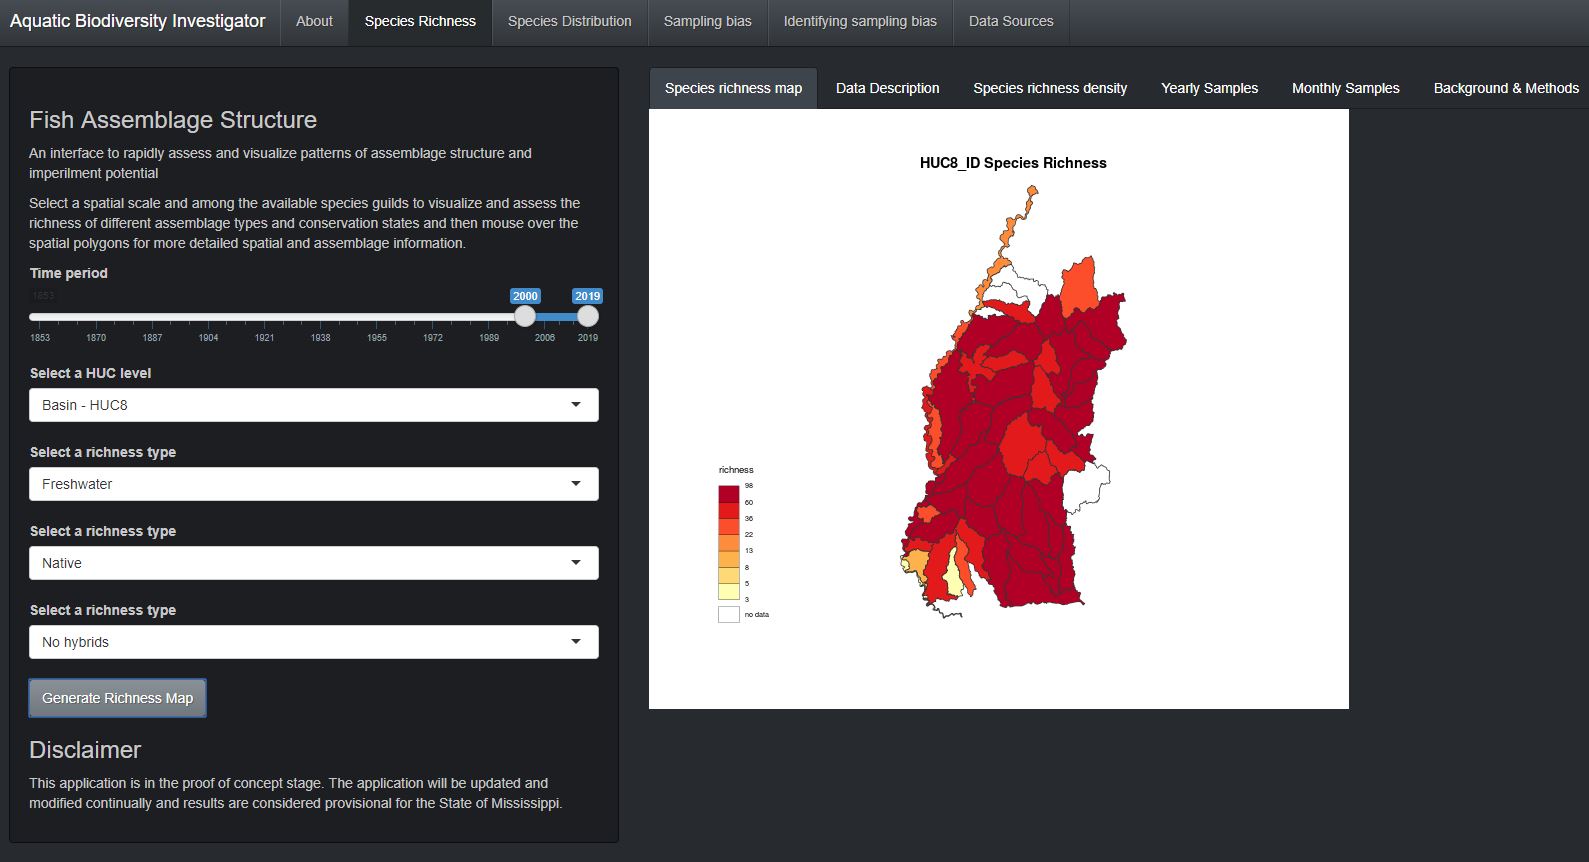 Aquatic Biodiversity Investigator
About
Species Richness
Species Distribution
Sampling bias
Identifying sampling bias
Data Sources
Fish Assemblage Structure
An interface to rapidly assess and visualize patterns of assemblage structure and
imperilment potential
Select a spatial scale and among the available species guilds to visualize and assess the
richness of different assemblage types and conservation states and then mouse over the
spatial polygons for more detailed spatial and assemblage information.
Time period
1853
2000
2019
1853 1870 1887 1904 1921 1938 1955 1972 1989 2006 2019
Select a HUC level
Basin - HUC8
Select a richness type
Freshwater
Select a richness type
Native
Select a richness type
No hybrids
Generate Richness Map
Disclaimer
This application is in the proof of concept stage. The application will be updated and
modified continually and results are considered provisional for the State of Mississippi.
Species richness map
Data Description
Species richness density
Yearly Samples
Monthly Samples
Background & Methods
HUC8_ID Species Richness
richness
98
60
36
22
13
8
5
3
no data